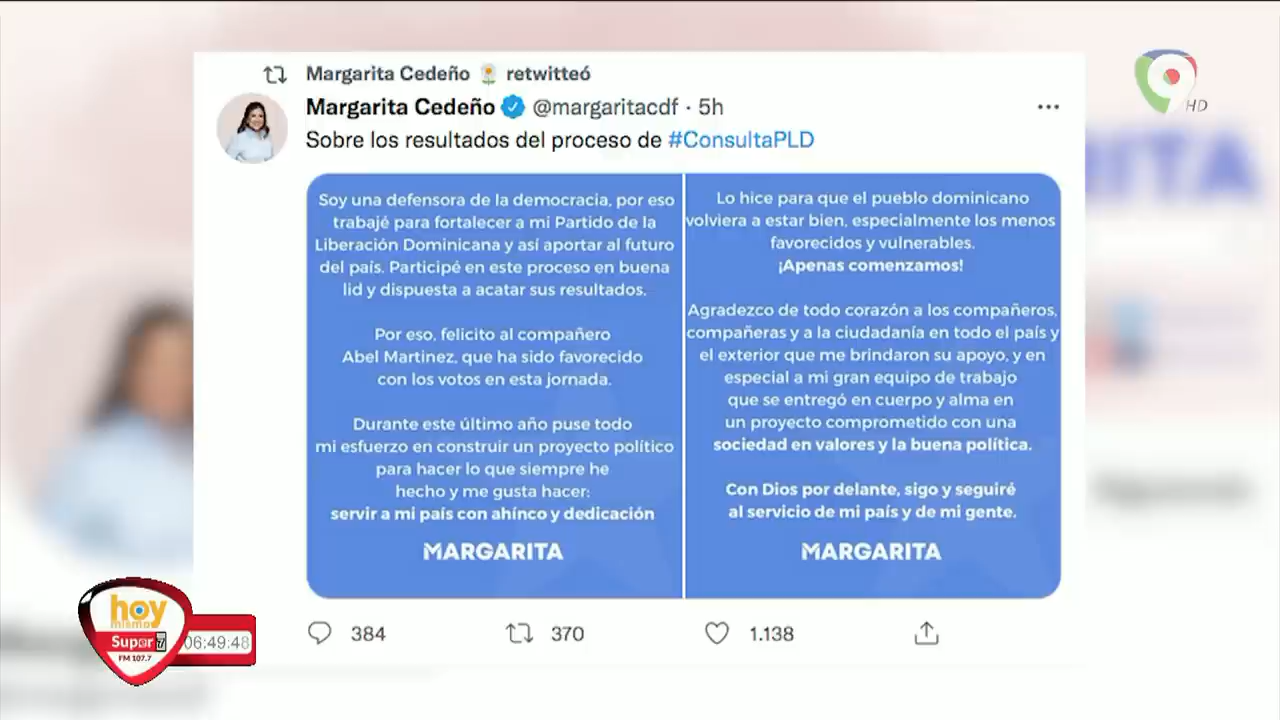 Margarita Cedeño retwitteó
Margarita Cedeño @margaritacdf · 5h
Sobre los resultados del proceso de #ConsultaPLD
Soy una defensora de la democracia, por eso
trabajé para fortalecer a mi Partido de la
Liberación Dominicana y así aportar al futuro
del país. Participé en este proceso en buena
lid y dispuesta a acatar sus resultados.
Por eso, felicito al compañero
Abel Martinez, que ha sido favorecido
con los votos en esta jornada.
Durante este último año puse todo
mi esfuerzo en construir un proyecto político
para hacer lo que siempre he
hecho y me gusta hacer:
servir a mi país con ahínco y dedicación
MARGARITA
Lo hice para que el pueblo dominicano
volviera a estar bien, especialmente los menos
favorecidos y vulnerables.
¡Apenas comenzamos!
Agradezco de todo corazón a los compañeros,
compañeras y a la ciudadanía en todo el país y
el exterior que me brindaron su apoyo, y en
especial a mi gran equipo de trabajo
que se entregó en cuerpo y alma en
un proyecto comprometido con una
sociedad en valores y la buena política.
Con Dios por delante, sigo y seguiré
al servicio de mi país y de mi gente.
MARGARITA
384
370
1.138
HD
RITA
hoy
mismo
Super 7
FM 107.7
06:49:48